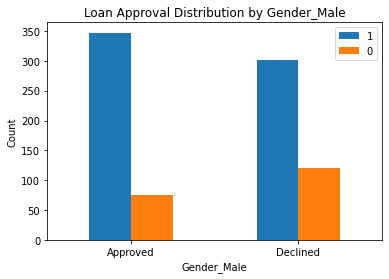 Loan Approval Distribution by Gender_Male
1
0
350
300
250
200
150
100
50
0
Count
Approved
Declined
Gender_Male